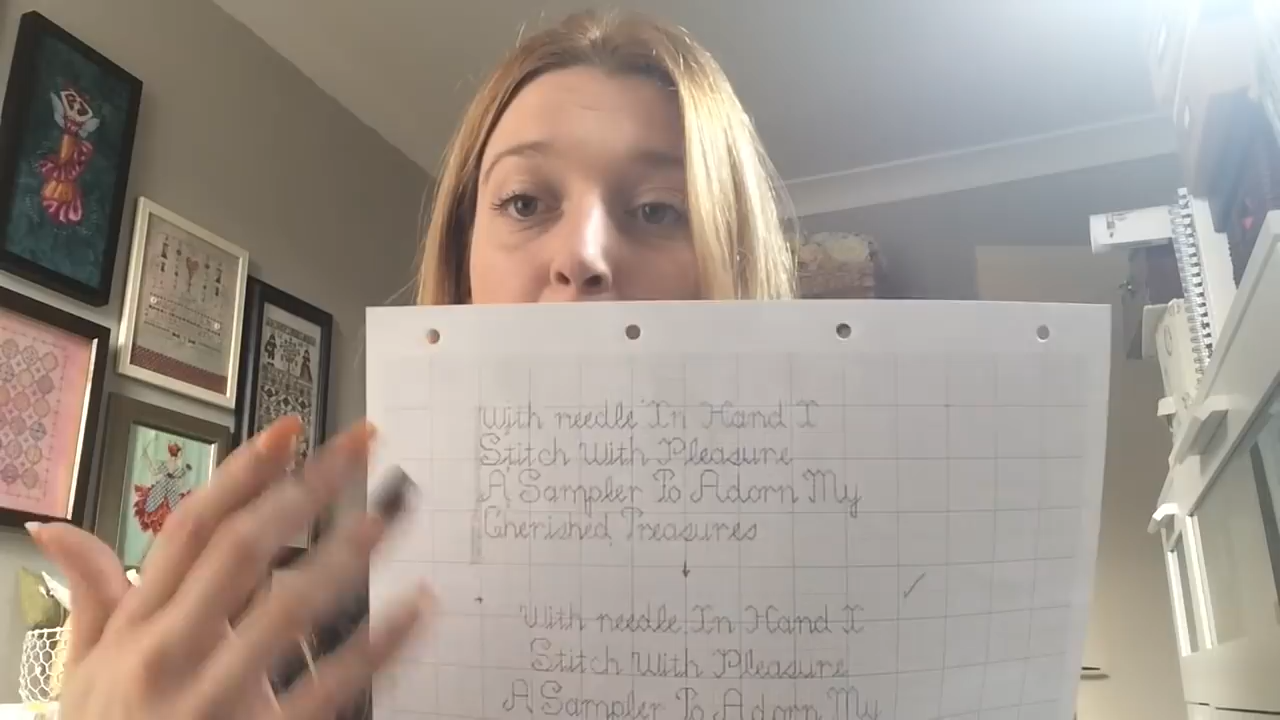 With needle In Hand I
Stitch With Pleasure
A Sampler To Adorn My
Cherished Treasures
With needle In Hand I
Stitch With Pleasure
A Sampler To Adorn My